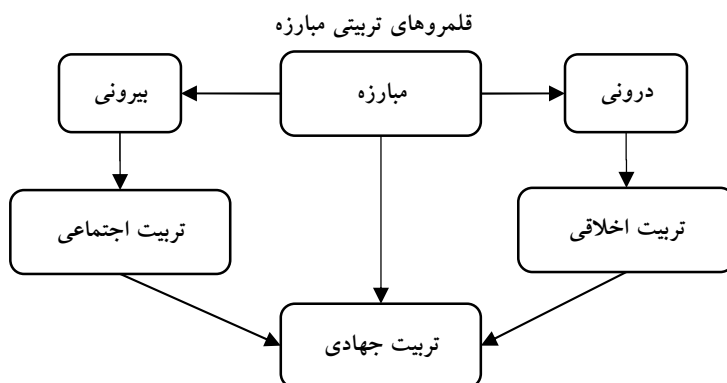 قلمروهای تربیتی مبارزه
درونی
مبارزه
بیرونی
تربیت اخلاقی
تربیت اجتماعی
تربیت جهادی